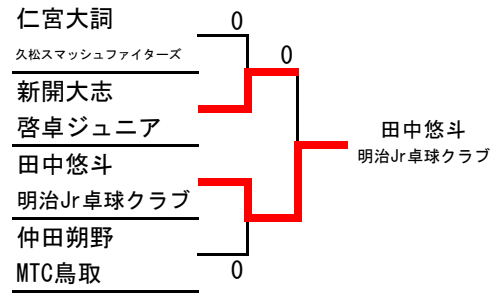 仁宮大詞
久松スマッシュファイターズ
0
新開大志
啓卓ジュニア
0
田中悠斗
明治Jr卓球クラブ
仲田朔野
MTC鳥取
0
田中悠斗
明治Jr卓球クラブ